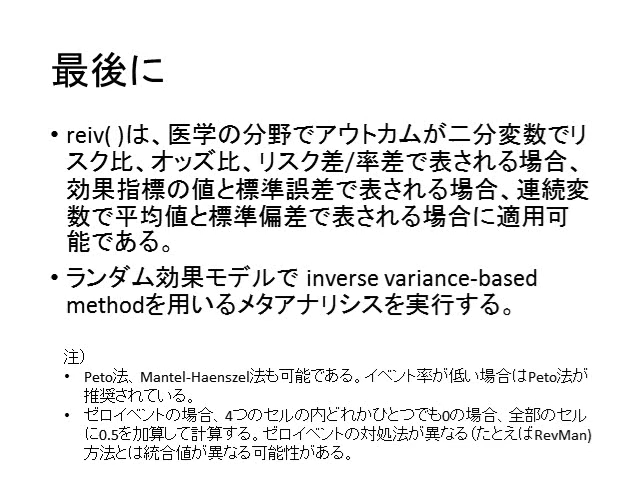 最後に
• reiv( )は、医学の分野でアウトカムが二分変数でリ
スク比、オッズ比、リスク差/率差で表される場合、
効果指標の値と標準誤差で表される場合、連続変
数で平均値と標準偏差で表される場合に適用可
能である。
• ランダム効果モデルで inverse variance-based
methodを用いるメタアナリシスを実行する。
注)
• Peto法、Mantel-Haenszel法も可能である。イベント率が低い場合はPeto法が
推奨されている。
• ゼロイベントの場合、4つのセルの内どれかひとつでも0の場合、全部のセル
に0.5を加算して計算する。ゼロイベントの対処法が異なる(たとえばRevMan)
方法とは統合値が異なる可能性がある。